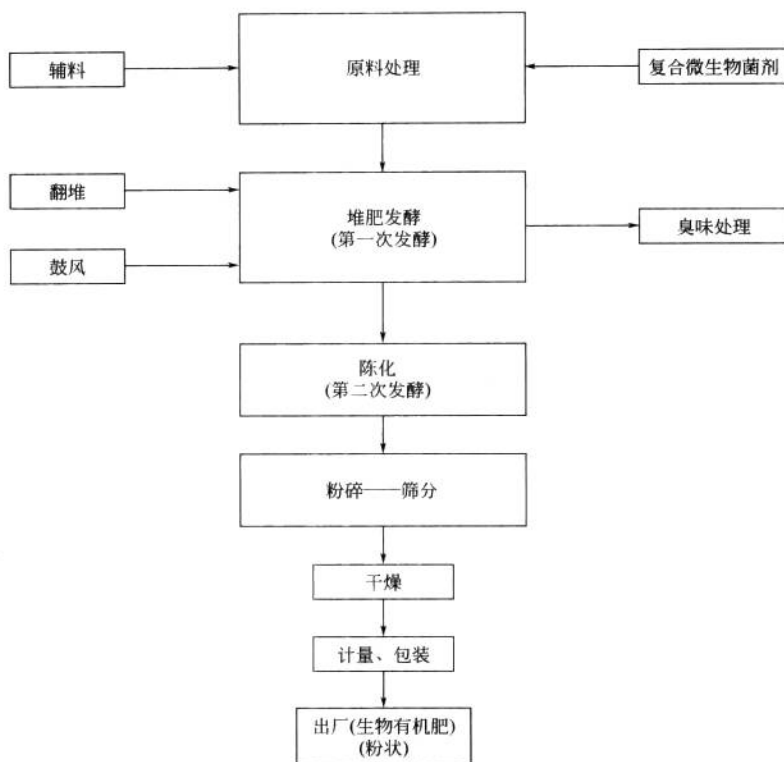 辅料
原料处理
复合微生物菌剂
翻堆
鼓风
堆肥发酵
(第一次发酵)
臭味处理
陈化
(第二次发酵)
粉碎——筛分
干燥
计量、包装
出厂(生物有机肥)
(粉状)